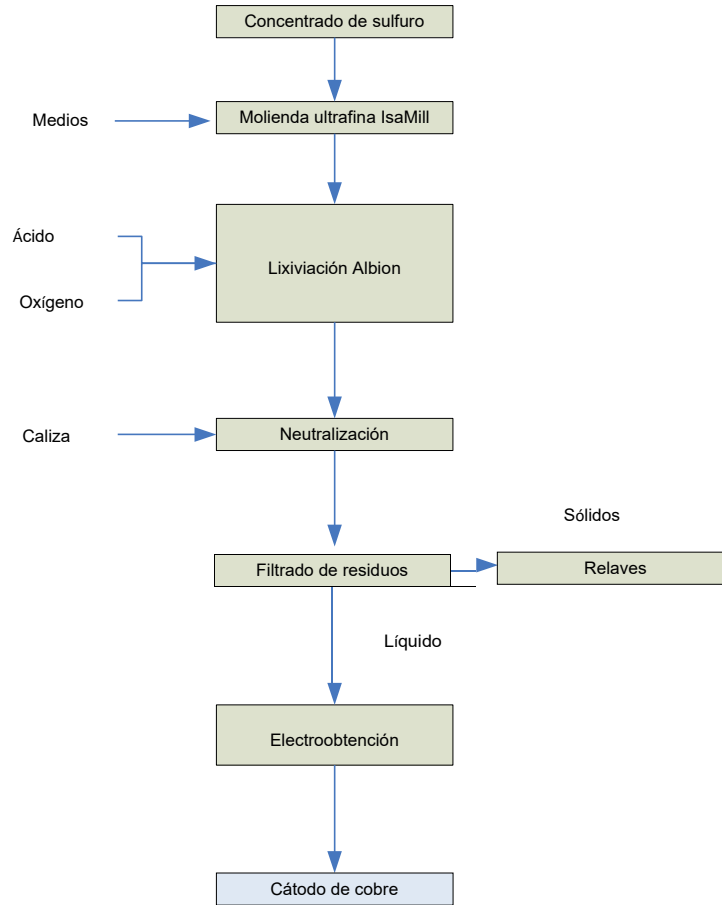 Concentrado de sulfuro
Medios
Molienda ultrafina IsaMill
Ácido
Lixiviación Albion
Oxígeno
Caliza
Neutralización
Sólidos
Filtrado de residuos
Relaves
Líquido
Electroobtención
Cátodo de cobre